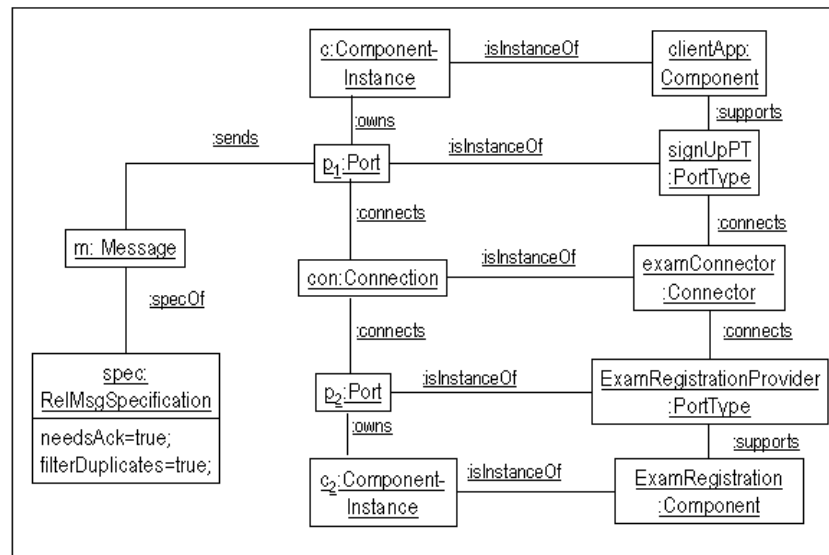 c:Component-
Instance
:isInstanceOf
clientApp:
Component
:owns
:supports
:sends
p1:Port
:isInstanceOf
signUpPT
:PortType
:connects
:connects
m: Message
con:Connection
:isInstanceOf
examConnector
:Connector
:specOf
:connects
:connects
spec:
RelMsgSpecification
needsAck=true;
filterDuplicates=true;
p2:Port
:isInstanceOf
ExamRegistrationProvider
:PortType
:owns
:supports
c2:Component-
Instance
:isInstanceOf
ExamRegistration
:Component